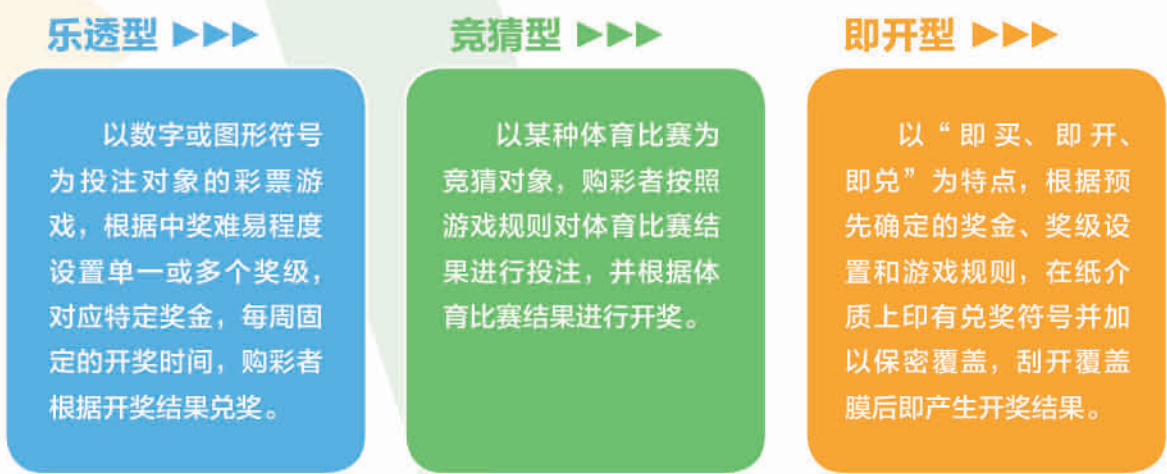 乐透型
以数字或图形符号
为投注对象的彩票游
戏，根据中奖难易程度
设置单一或多个奖级，
对应特定奖金，每周固
定的开奖时间，购彩者
根据开奖结果兑奖。
竞猜型
以某种体育比赛为
竞猜对象，购彩者按照
游戏规则对体育比赛结
果进行投注，并根据体
育比赛结果进行开奖。
即开型
以“即买、即开、
即兑”为特点，根据预
先确定的奖金、奖级设
置和游戏规则，在纸介
质上印有兑奖符号并加
以保密覆盖，刮开覆盖
膜后即产生开奖结果。